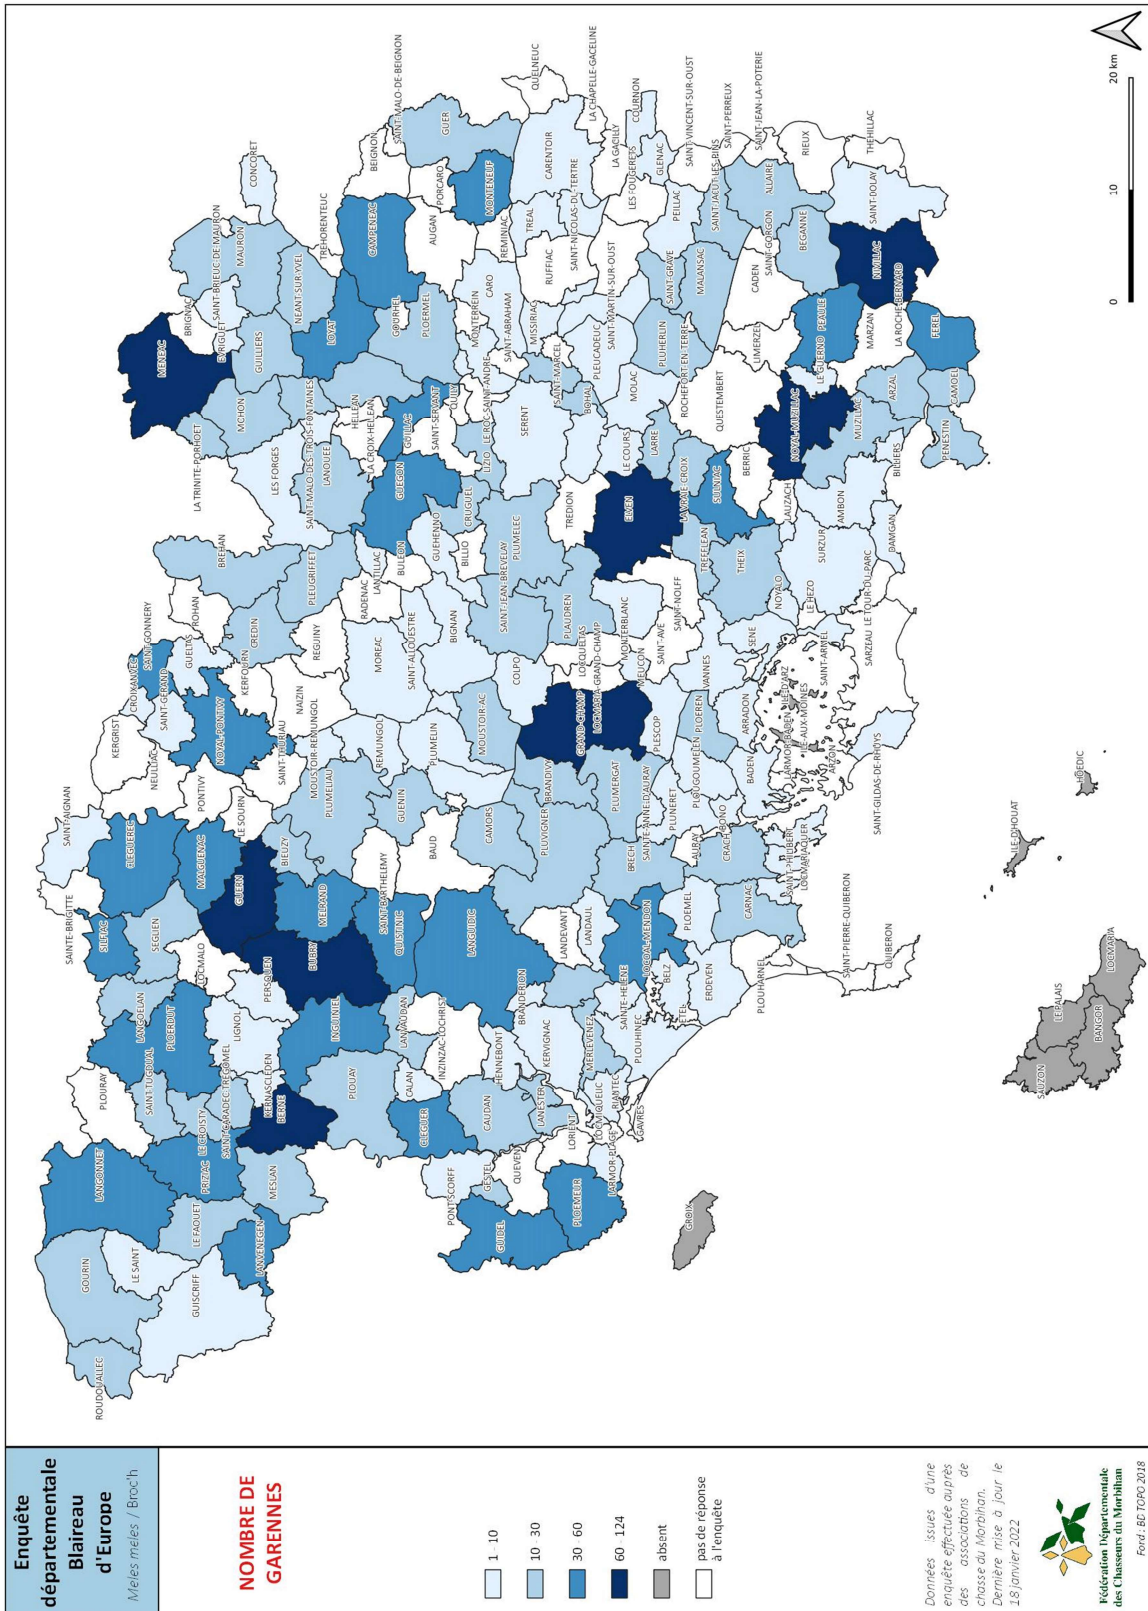 Enquête
départementale
Blaireau
d'Europe
Meles meles / Broc'h
NOMBRE DE
GARENNES
1 - 10
10 - 30
30 - 60
60 - 124
absent
pas de réponse
à l'enquête
Données issues d'une
enquête effectuée auprès
des associations de
chasse du Morbihan.
Dernière mise à jour le
18 janvier 2022
Fédération Départementale
des Chasseurs du Morbihan
Fond : BD TOPO 2018
0 10 20 km
ROUDOUALLEC
GOURIN
LE SAINT
GUISCRIFF
LANGONNET
LE FAOUET
LANVENEGEN
PRIZIAC
MESLAN
PLOURAY
SAINT-TUGDUAL
LE CROISTY
SAINT-CARADEC-TREGOMEL
KERNASCLEDEN
BERNE
LANGOELAN
PLOERDUT
LIGNOL
INGUINIEL
PLOUAY
SAINTE-BRIGITTE
SILFIAC
SEGLIEN
LOCMALO
PERSQUEN
BUBRY
LANVAUDAN
CALAN
CLEGUER
PONT-SCORFF
GESTEL
GUIDEL
QUEVEN
PLOEMEUR
LARMOR-PLAGE
LORIENT
LANESTER
CAUDAN
INZINZAC-LOCHRIST
HENNEBONT
KERVIGNAC
BRANDERION
MERLEVENEZ
LOCMIQUELIC
RIANTEC
GAVRES
PLOUHINEC
SAINTE-HELENE
GROIX
SAINT-AIGNAN
CLEGUEREC
MALGUENAC
GUERN
MELRAND
QUISTINIC
LANGUIDIC
SAINT-BARTHELEMY
BAUD
BIEUZY
LE SOURN
PONTIVY
NEULLIAC
KERGRIST
CROIXANVEC
SAINT-GERAND
SAINT-GONNERY
GUELTAS
NOYAL-PONTIVY
KERFOURN
SAINT-THURIAU
NAIZIN
MOUSTOIR-REMUNGOL
PLUMELIAU
REMUNGOL
GUENIN
PLUMELIN
CAMORS
MOUSTOIR-AC
PLUVIGNER
BRANDIVY
LANDEVANT
LANDAUL
LOCOAL-MENDON
BELZ
ETEL
ERDEVEN
PLOEMEL
PLOUHARNEL
SAINT-PIERRE-QUIBERON
QUIBERON
CARNAC
BRECH
AURAY
CRACH
BONO
SAINT-PHILIBERT
LOCMARIAQUER
PLUMERGAT
SAINTE-ANNE-D'AURAY
PLUNERET
PLOUGOUMELEN
BADEN
LARMOR-BADEN
ILE-AUX-MOINES
ILE-D'ARZ
ARRADON
PLOEREN
PLESCOP
VANNES
MEUCON
GRAND-CHAMP
LOCMARIA-GRAND-CHAMP
LOCQUELTAS
COLPO
BIGNAN
SAINT-ALLOUESTRE
MOREAC
REGUINY
RADENAC
CREDIN
ROHAN
BREHAN
PLEUGRIFFET
LANTILLAC
BULEON
GUEHENNO
BILLIO
CRUGUEL
SAINT-JEAN-BREVELAY
PLUMELEC
PLAUDREN
MONTERBLANC
SAINT-AVE
SAINT-NOLFF
TREDION
ELVEN
SENE
THEIX
NOYALO
LE HEZO
SURZUR
SAINT-ARMEL
SARZEAU
LE TOUR-DU-PARC
ARZON
SAINT-GILDAS-DE-RHUYS
TREFFLEAN
SULNIAC
LA VRAIE-CROIX
BERRIC
LAUZACH
AMBON
DAMGAN
MUZILLAC
BILLIERS
NOYAL-MUZILLAC
LE GUERNO
PEAULE
ARZAL
CAMOEL
PENESTIN
FEREL
MARZAN
LA ROCHE-BERNARD
NIVILLAC
SAINT-DOLAY
THEHILLAC
RIEUX
SAINT-JEAN-LA-POTERIE
ALLAIRE
BEGANNE
SAINT-GORGON
CADEN
LIMERZEL
QUESTEMBERT
ROCHEFORT-EN-TERRE
PLUHERLIN
MALANSAC
SAINT-GRAVE
SAINT-JACUT-LES-PINS
SAINT-PERREUX
SAINT-VINCENT-SUR-OUST
PEILLAC
GLENAC
LES FOUGERETS
COURNON
LA GACILLY
LA CHAPELLE-GACELINE
SAINT-MARTIN-SUR-OUST
PLEUCADEUC
MOLAC
LE COURS
LARRE
BOHAL
SAINT-MARCEL
SERENT
LIZIO
LE ROC-SAINT-ANDRE
MISSIRIAC
SAINT-ABRAHAM
MONTERREIN
CARO
RUFFIAC
SAINT-NICOLAS-DU-TERTRE
TREAL
REMINIAC
CARENTOIR
QUELNEUC
MONTENEUF
PORCARO
AUGAN
GUER
SAINT-MALO-DE-BEIGNON
BEIGNON
CAMPENEAC
TREHORENTEUC
LOYAT
GOURHEL
PLOERMEL
NEANT-SUR-YVEL
MAURON
CONCORET
SAINT-BRIEUC-DE-MAURON
BRIGNAC
EVRIGUET
GUILLIERS
MENEAC
MOHON
LA TRINITE-PORHOET
LES FORGES
SAINT-MALO-DES-TROIS-FONTAINES
LANOUEE
HELLEAN
LA CROIX-HELLEAN
GUILLAC
SAINT-SERVANT
QUILY
GUEGON
SAUZON
LE PALAIS
BANGOR
LOCMARIA
ILE-D'HOUAT
HOEDIC